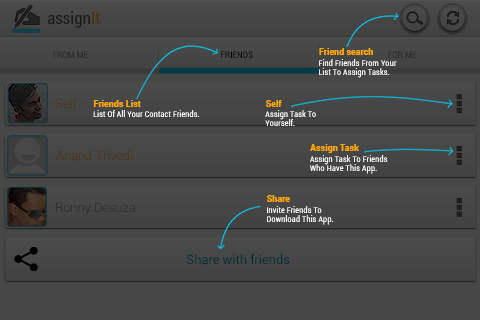 assignit
FROM ME
FRIENDS
FOR ME
Friend search
Find Friends From Your
List To Assign Tasks.
Friends List
List Of All Your Contact Friends.
Self
Self
Assign Task To
Yourself.
Assign Task
Assign Task To Friends
Who Have This App.
Anand Trivedi
Ronny Desuza
Share
Invite Friends To
Download This App.
Share with friends